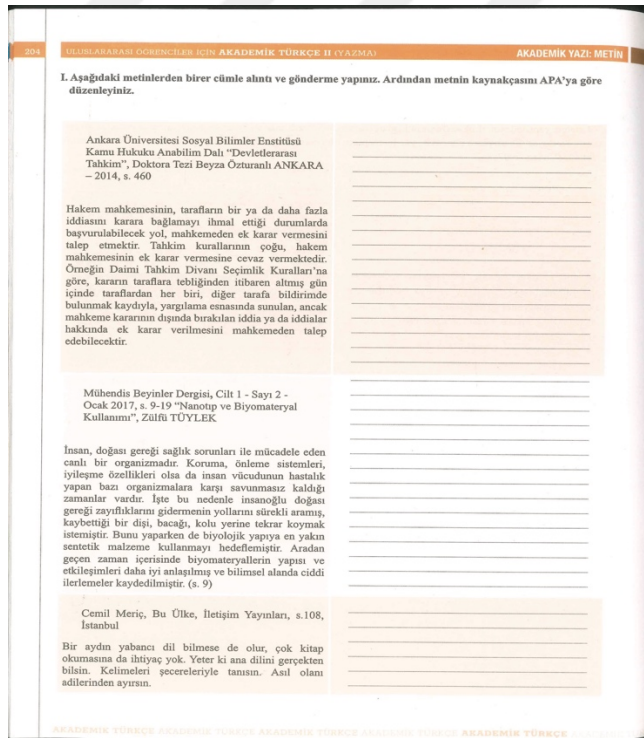 204
ULUSLARARASI ÖĞRENCİLER İÇİN AKADEMİK TÜRKÇE II (YAZMA)
AKADEMİK YAZI: METİN
I. Aşağıdaki metinlerden birer cümle alıntı ve gönderme yapınız. Ardından metnin kaynakçasını APA'ya göre
düzenleyiniz.
Ankara Üniversitesi Sosyal Bilimler Enstitüsü
Kamu Hukuku Anabilim Dalı “Devletlerarası
Tahkim”, Doktora Tezi Beyza Özturanlı ANKARA
– 2014, s. 460
Hakem mahkemesinin, tarafların bir ya da daha fazla
iddiasını karara bağlamayı ihmal ettiği durumlarda
başvurulabilecek yol, mahkemeden ek karar vermesini
talep etmektir. Tahkim kurallarının çoğu, hakem
mahkemesinin ek karar vermesine cevaz vermektedir.
Örneğin Daimi Tahkim Divanı Seçimlik Kuralları'na
göre, kararın taraflara tebliğinden itibaren altmış gün
içinde taraflardan her biri, diğer tarafa bildirimde
bulunmak kaydıyla, yargılama esnasında sunulan, ancak
mahkeme kararının dışında bırakılan iddia ya da iddialar
hakkında ek karar verilmesini mahkemeden talep
edebilecektir.
Mühendis Beyinler Dergisi, Cilt 1 - Sayı 2 -
Ocak 2017, s. 9-19 “Nanotıp ve Biyomateryal
Kullanımı”, Zülfü TÜYLEK
İnsan, doğası gereği sağlık sorunları ile mücadele eden
canlı bir organizmadır. Koruma, önleme sistemleri,
iyileşme özellikleri olsa da insan vücudunun hastalık
yapan bazı organizmalara karşı savunmasız kaldığı
zamanlar vardır. İşte bu nedenle insanoğlu doğası
gereği zayıflıklarını gidermenin yollarını sürekli aramış,
kaybettiği bir dişi, bacağı, kolu yerine tekrar koymak
istemiştir. Bunu yaparken de biyolojik yapıya en yakın
sentetik malzeme kullanmayı hedeflemiştir. Aradan
geçen zaman içerisinde biyomateryallerin yapısı ve
etkileşimleri daha iyi anlaşılmış ve bilimsel alanda ciddi
ilerlemeler kaydedilmiştir. (s. 9)
Cemil Meriç, Bu Ülke, İletişim Yayınları, s.108,
İstanbul
Bir aydın yabancı dil bilmese de olur, çok kitap
okumasına da ihtiyaç yok. Yeter ki ana dilini gerçekten
bilsin. Kelimeleri şecereleriyle tanısın. Asıl olanı
adilerinden ayırsın.
AKADEMİK TÜRKÇE AKADEMİK TÜRKÇE AKADEMİK TÜRKÇE AKADEMİK TÜRKÇE AKADEMİK TÜRKÇE AKADEMİK TÜRKÇE